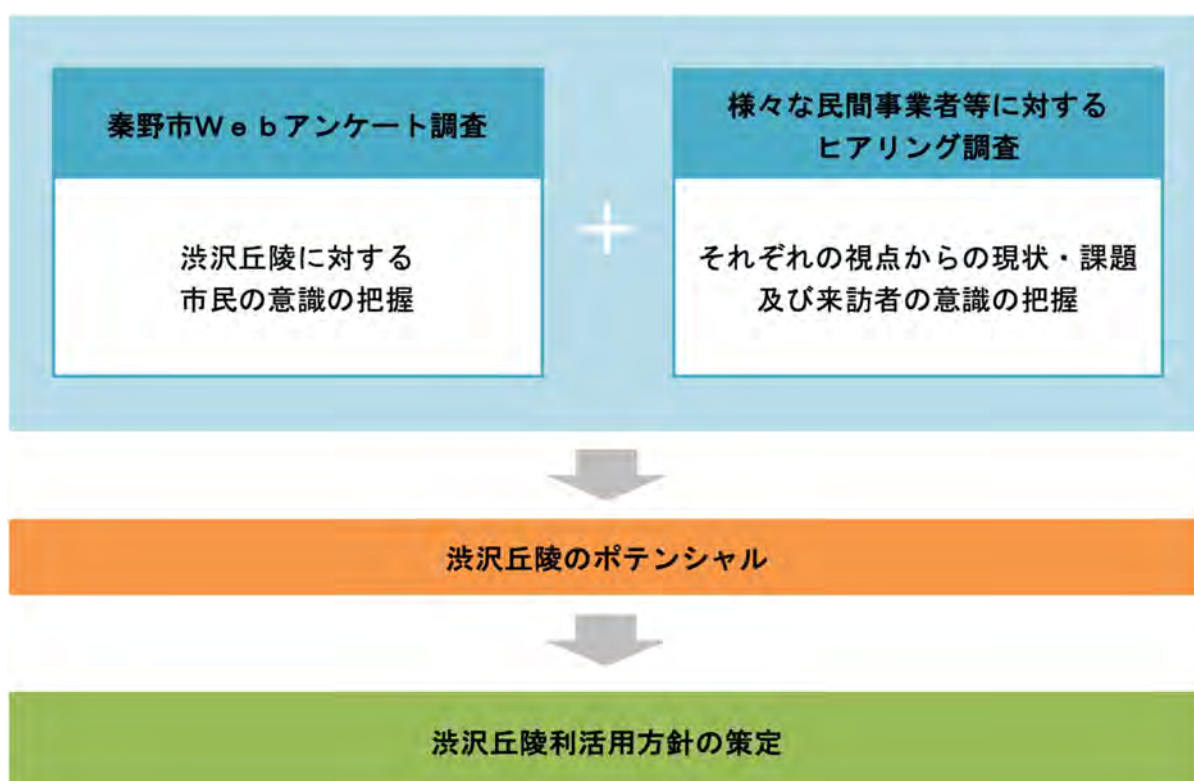 秦野市Ｗｅｂアンケート調査
渋沢丘陵に対する
市民の意識の把握
＋
様々な民間事業者等に対する
ヒアリング調査
それぞれの視点からの現状・課題
及び来訪者の意識の把握
渋沢丘陵のポテンシャル
渋沢丘陵利活用方針の策定